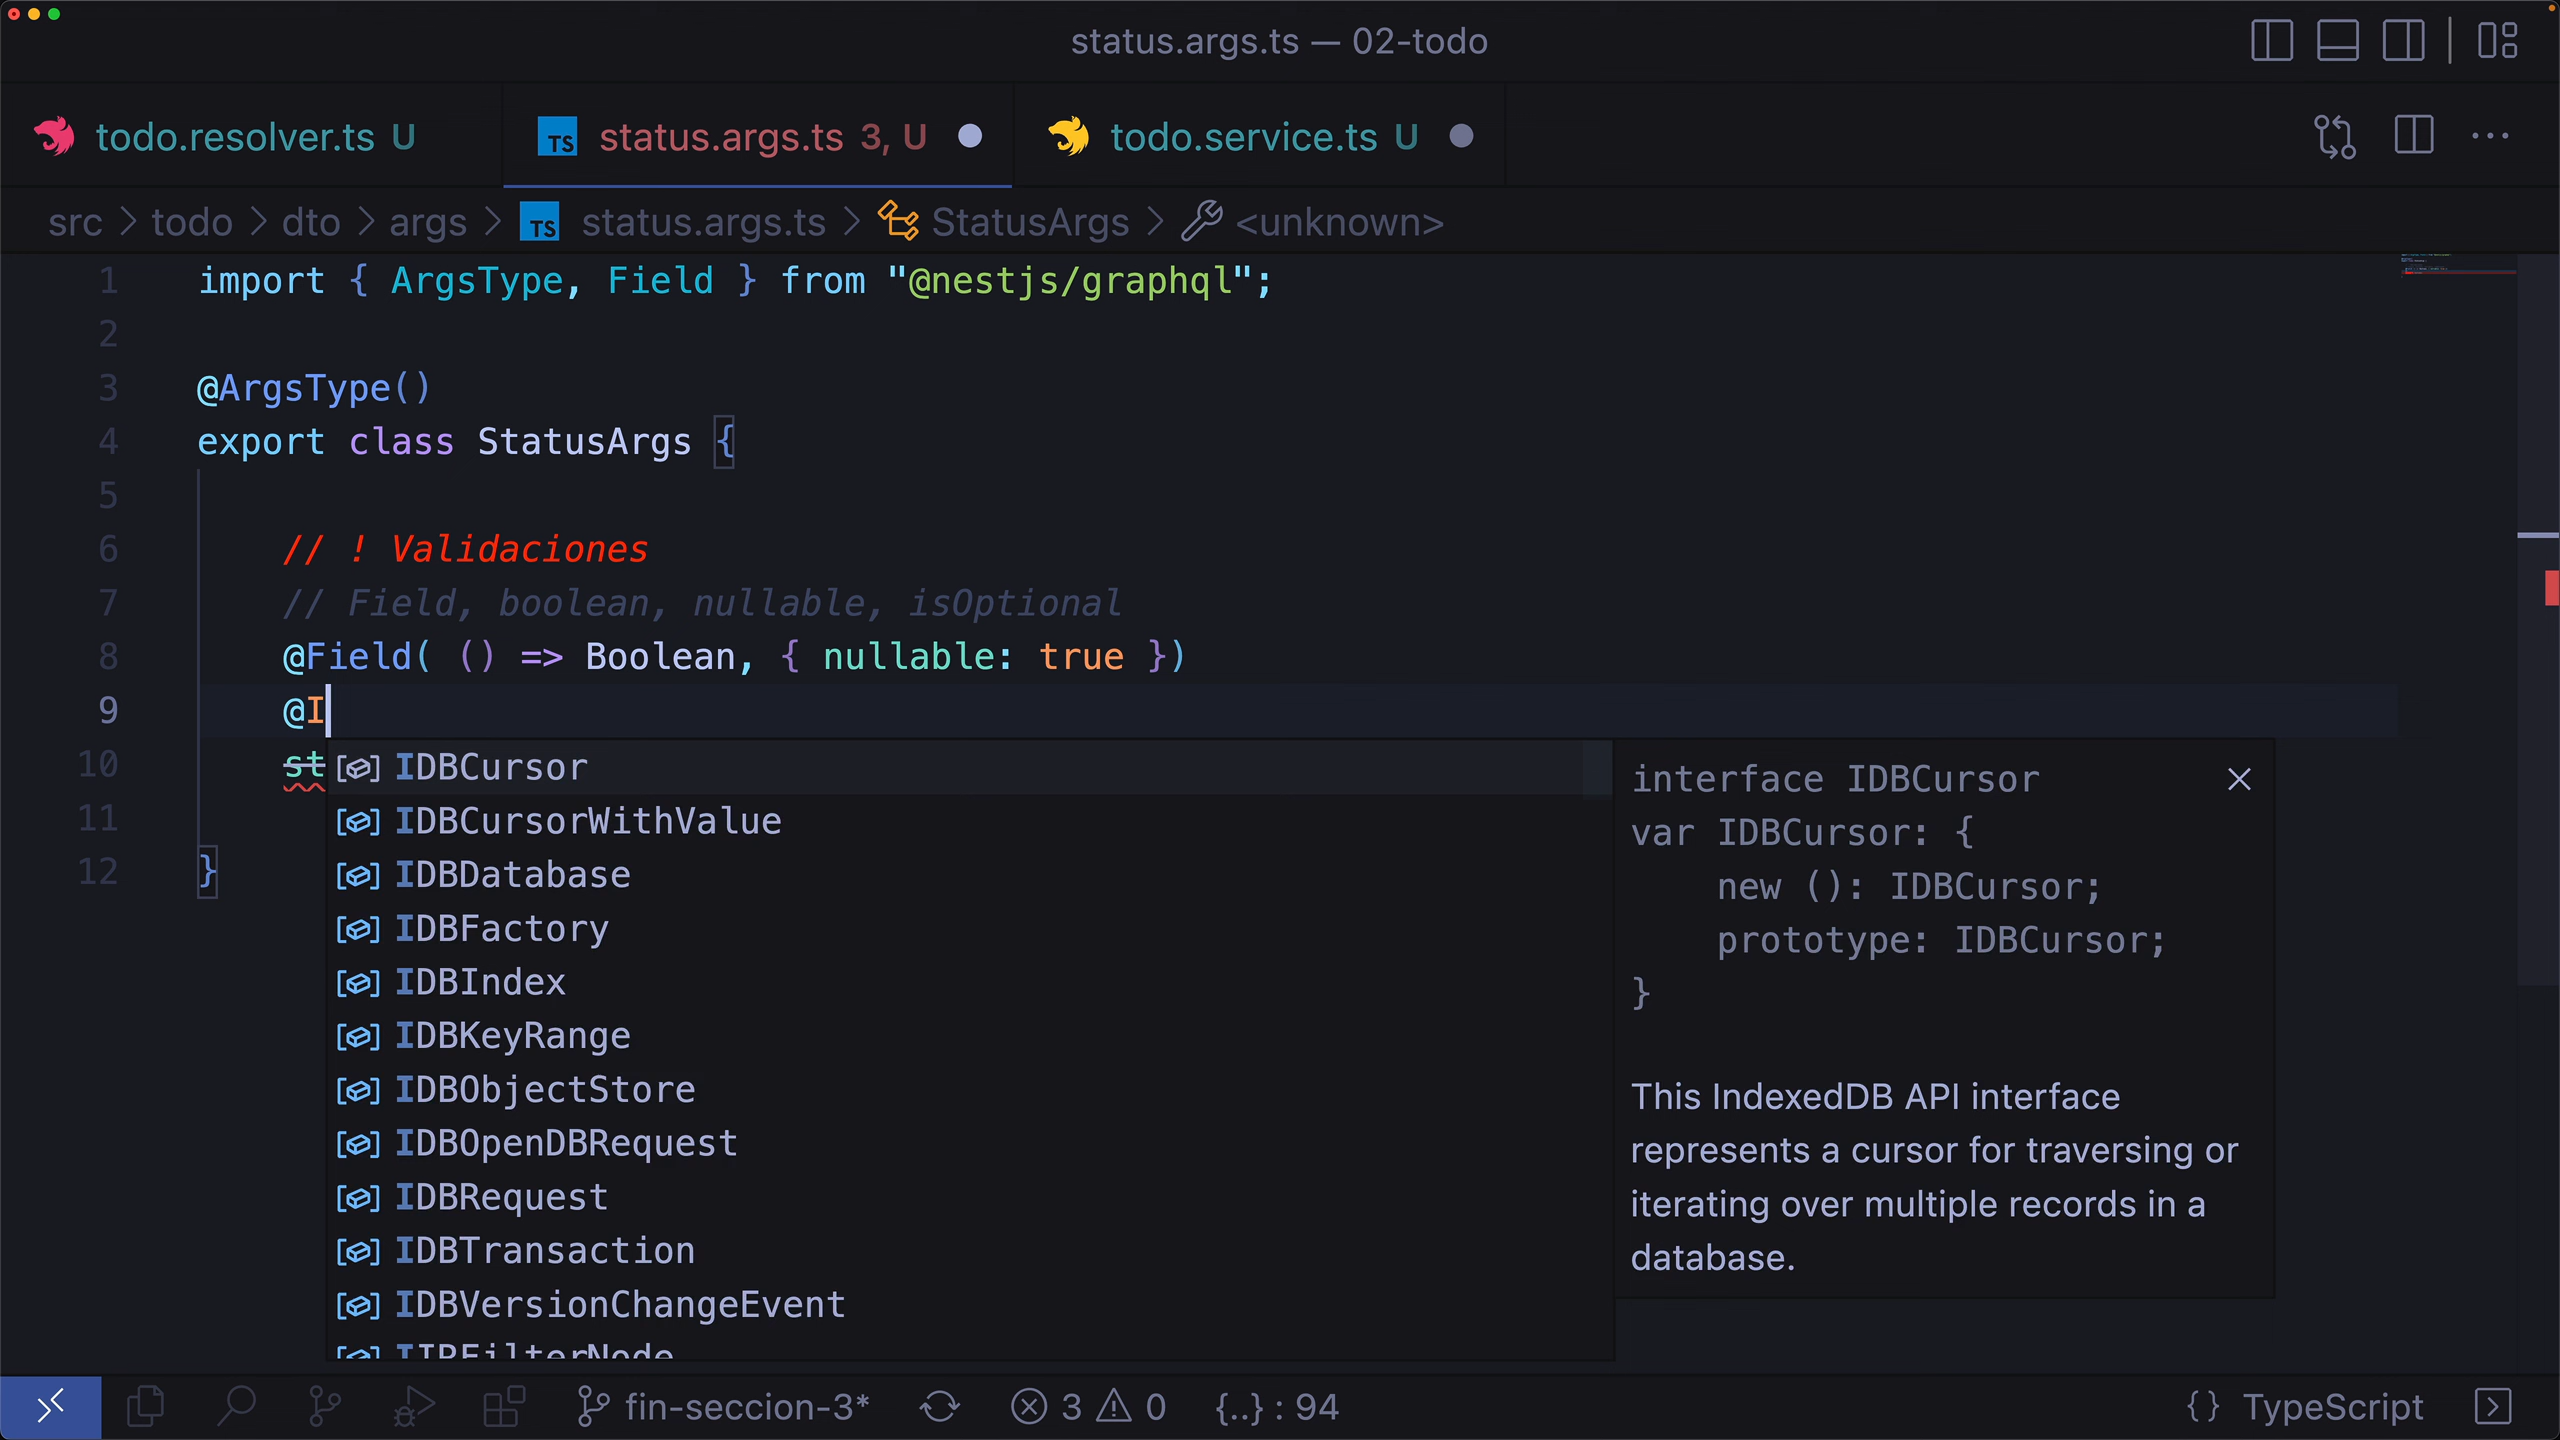 status.args.ts — 02-todo
todo.resolver.ts U
TS status.args.ts 3, U
todo.service.ts U
src > todo > dto > args > TS status.args.ts > StatusArgs > <unknown>
1 import { ArgsType, Field } from "@nestjs/graphql";
2
3 @ArgsType()
4 export class StatusArgs {
5
6 // ! Validaciones
7 // Field, boolean, nullable, isOptional
8 @Field( () => Boolean, { nullable: true })
9 @I
10 st
11
12 }
IDBCursor
IDBCursorWithValue
IDBDatabase
IDBFactory
IDBIndex
IDBKeyRange
IDBObjectStore
IDBOpenDBRequest
IDBRequest
IDBTransaction
IDBVersionChangeEvent
IIRFilterNode
interface IDBCursor
var IDBCursor: {
new (): IDBCursor;
prototype: IDBCursor;
}
This IndexedDB API interface
represents a cursor for traversing or
iterating over multiple records in a
database.
fin-seccion-3* 3 0 {..} : 94 {} TypeScript